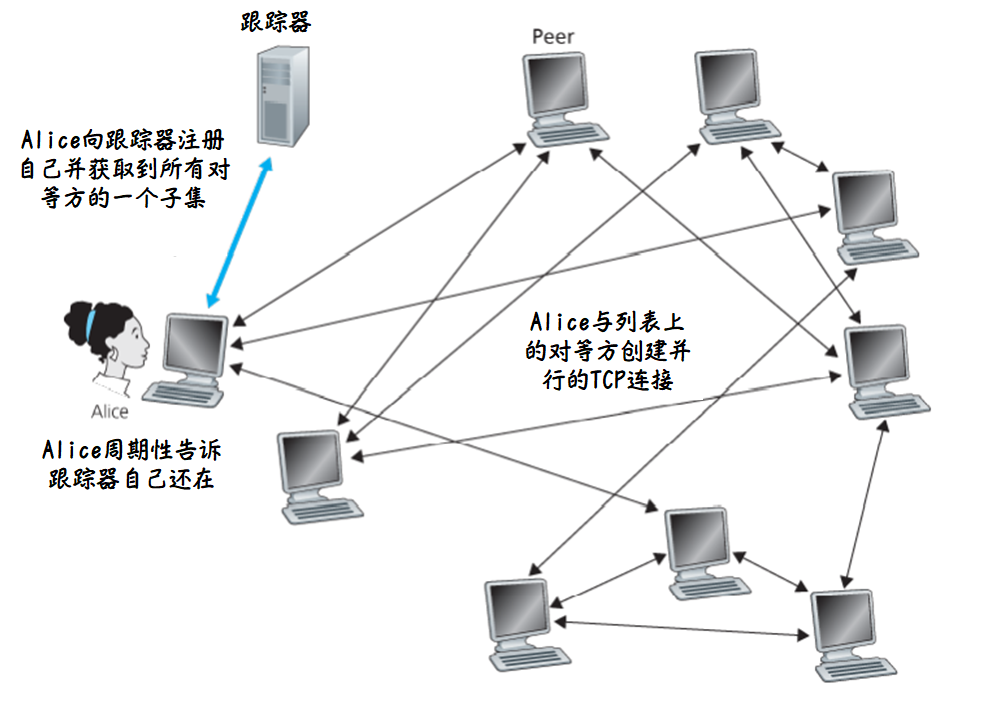 跟踪器
Peer
Alice向跟踪器注册
自己并获取到所有对
等方的一个子集
Alice与列表上
的对等方创建并
行的TCP连接
Alice
Alice周期性告诉
跟踪器自己还在